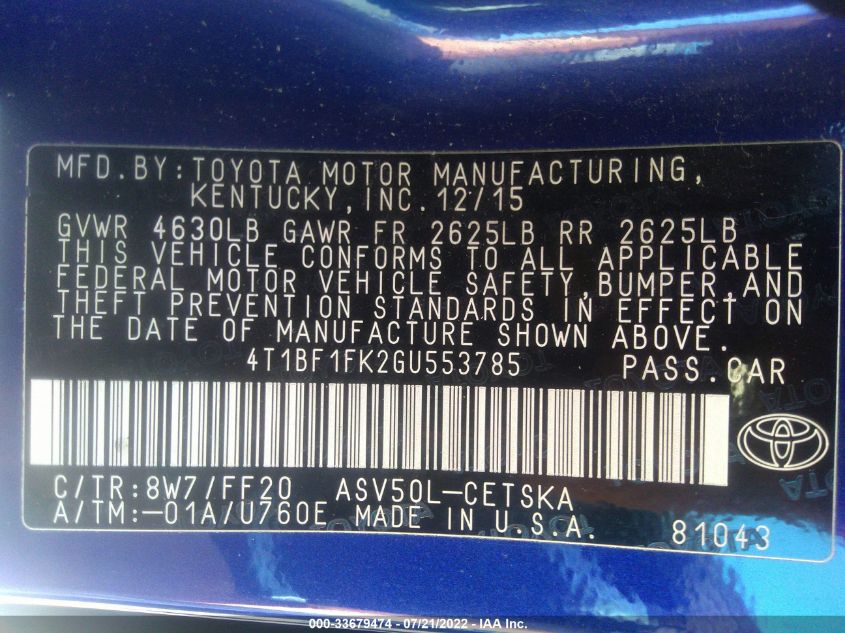 MFD.BY:TOYOTA MOTOR MANUFACTURING,
KENTUCKY,INC.12/15
GVWR 4630LB GAWR FR 2625LB RR 2625LB
THIS VEHICLE CONFORMS TO ALL APPLICABLE
FEDERAL MOTOR VEHICLE SAFETY,BUMPER,AND
THEFT PREVENTION STANDARDS IN EFFECT ON
THE DATE OF MANUFACTURE SHOWN ABOVE.
4T1BF1FK2GU553785 PASS.CAR
C/TR:8W7/FF20 ASV50L-CETSKA
A/TM:-01A/U760E MADE IN U.S.A. 81043
000-33679474 - 07/21/2022 - IAA Inc.